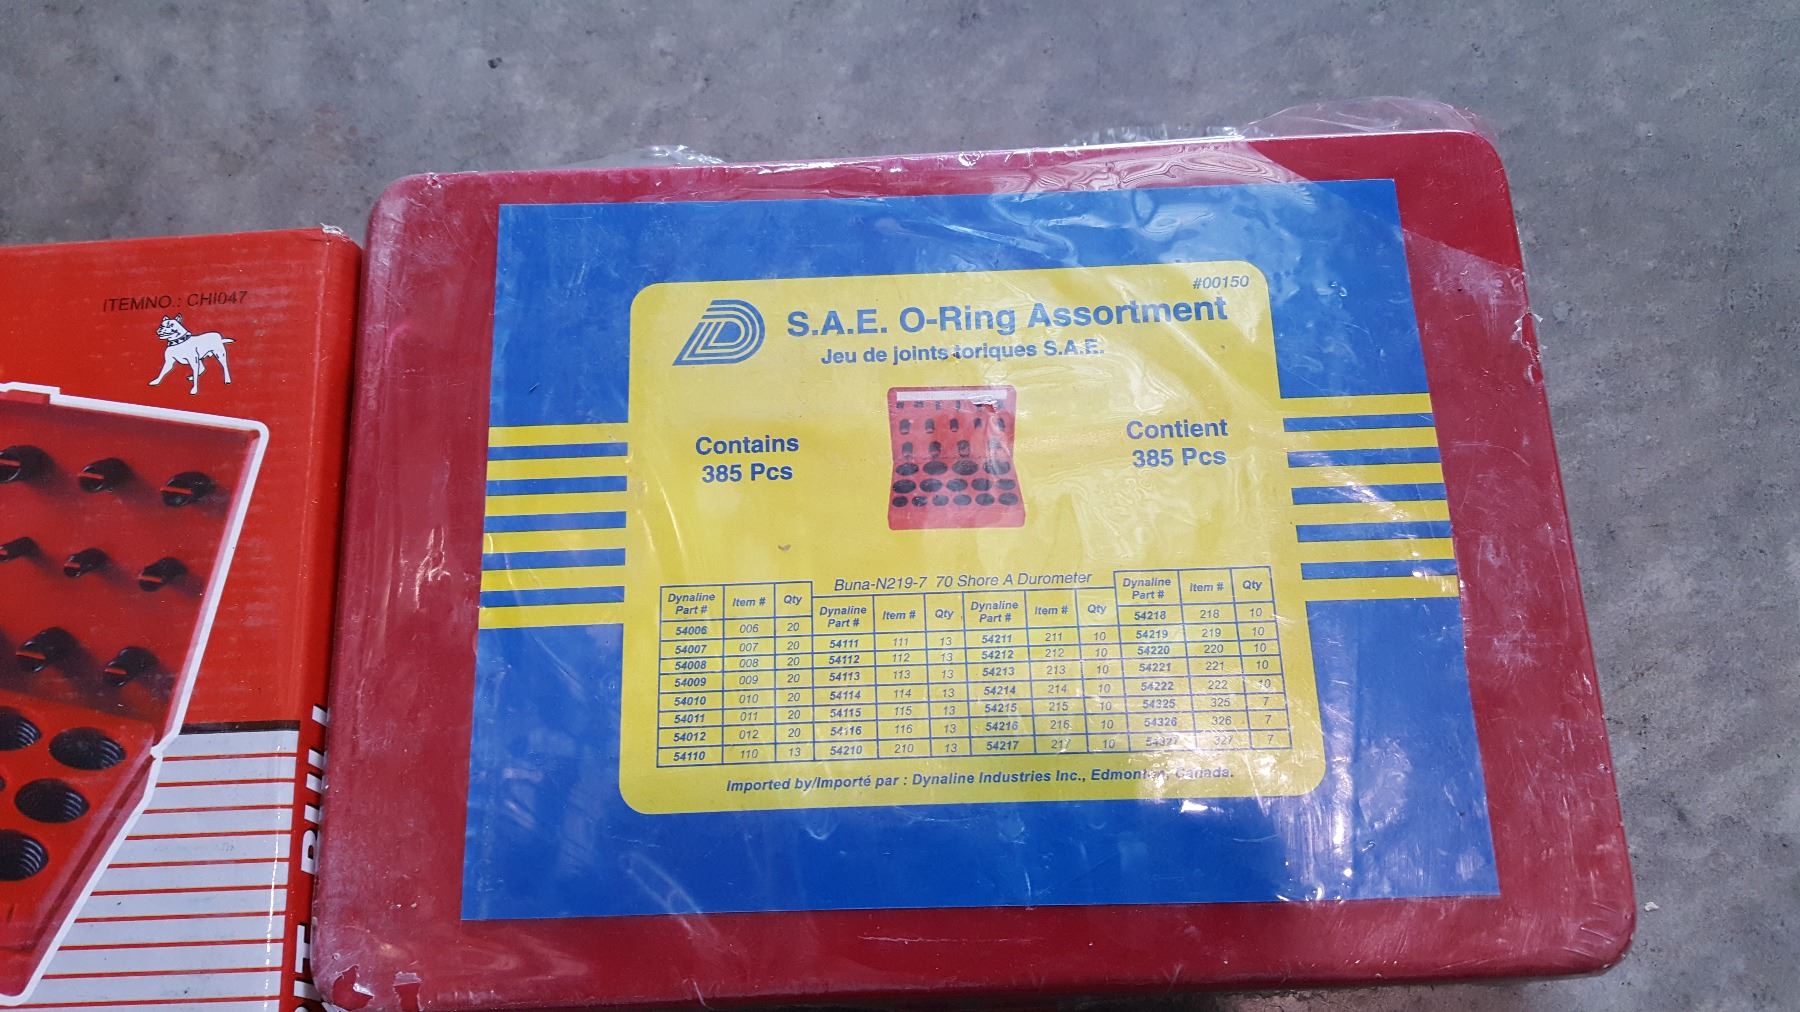 ITEMNO.: CHI047
PIT BULL
#00150
S.A.E. O-Ring Assortment
Jeu de joints toriques S.A.E.
Contains
385 Pcs
Contient
385 Pcs
Buna-N219-7 70 Shore A Durometer
Dynaline Part # Item # Qty
54006 006 20
54007 007 20
54008 008 20
54009 009 20
54010 010 20
54011 011 20
54012 012 20
54110 110 13
Dynaline Part # Item # Qty
54111 111 13
54112 112 13
54113 113 13
54114 114 13
54115 115 13
54116 116 13
54210 210 13
Dynaline Part # Item # Qty
54211 211 10
54212 212 10
54213 213 10
54214 214 10
54215 215 10
54216 216 10
54217 217 10
Dynaline Part # Item # Qty
54218 218 10
54219 219 10
54220 220 10
54221 221 10
54222 222 10
54325 325 7
54326 326 7
54327 327 7
Imported by/Importé par : Dynaline Industries Inc., Edmonton, Canada.